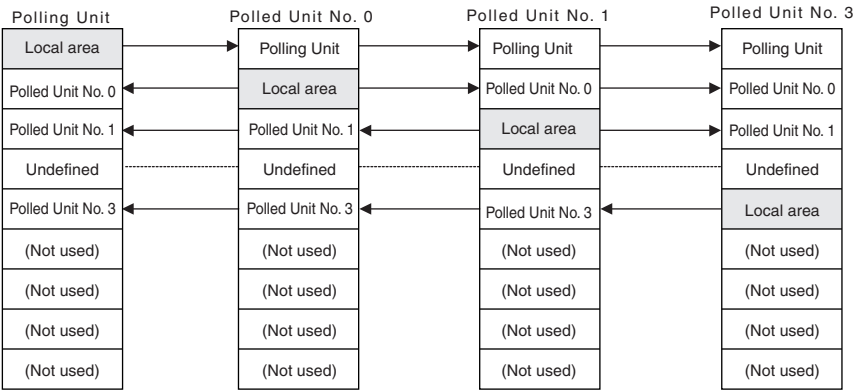 Polling Unit Polled Unit No. 0 Polled Unit No. 1 Polled Unit No. 3
Local area Polling Unit Polling Unit Polling Unit
Polled Unit No. 0 Local area Polled Unit No. 0 Polled Unit No. 0
Polled Unit No. 1 Polled Unit No. 1 Local area Polled Unit No. 1
Undefined Undefined Undefined Undefined
Polled Unit No. 3 Polled Unit No. 3 Polled Unit No. 3 Local area
(Not used) (Not used) (Not used) (Not used)
(Not used) (Not used) (Not used) (Not used)
(Not used) (Not used) (Not used) (Not used)
(Not used) (Not used) (Not used) (Not used)